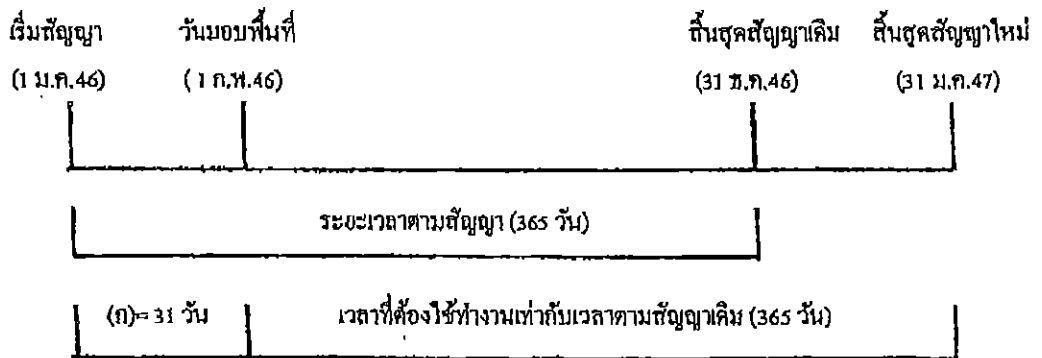 เริ่มสัญญา วันมอบพื้นที่ สิ้นสุดสัญญาเดิม สิ้นสุดสัญญาใหม่
(1 ม.ค.46) ( 1 ก.พ.46) (31 ธ.ค.46) (31 ม.ค.47)
ระยะเวลาตามสัญญา (365 วัน)
(ก)= 31 วัน เวลาที่ต้องใช้ทำงานเท่ากับเวลาตามสัญญาเดิม (365 วัน)